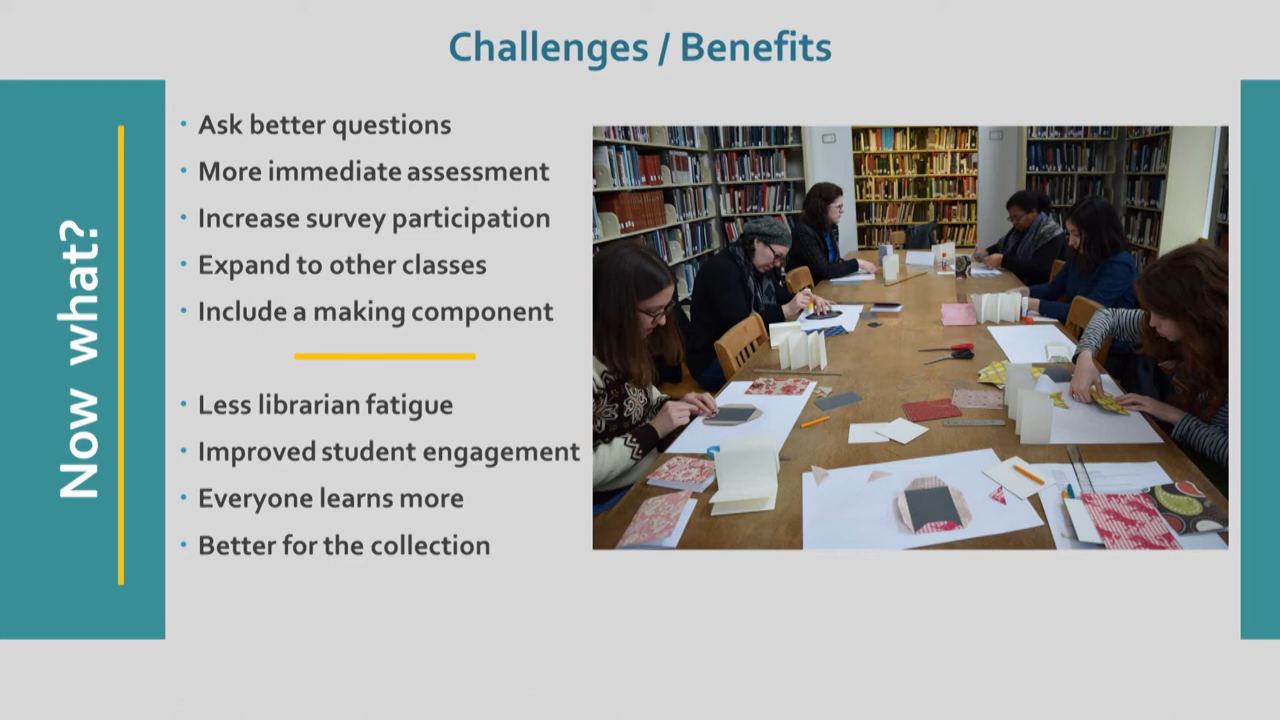 Challenges / Benefits
Now what?
• Ask better questions
• More immediate assessment
• Increase survey participation
• Expand to other classes
• Include a making component
• Less librarian fatigue
• Improved student engagement
• Everyone learns more
• Better for the collection